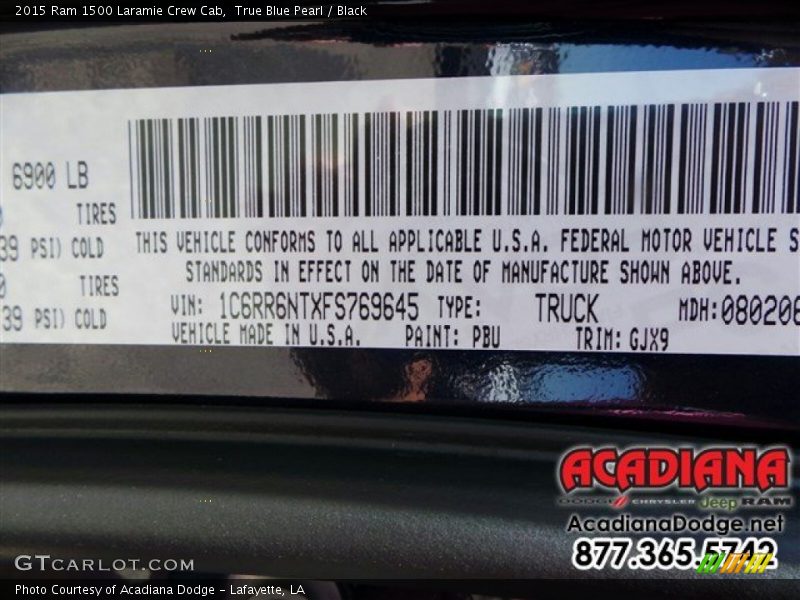 2015 Ram 1500 Laramie Crew Cab,  True Blue Pearl / Black
6900 LB
TIRES
39 PSI) COLD
THIS VEHICLE CONFORMS TO ALL APPLICABLE U.S.A. FEDERAL MOTOR VEHICLE S
TIRES
STANDARDS IN EFFECT ON THE DATE OF MANUFACTURE SHOWN ABOVE.
39 PSI) COLD
VIN: 1C6RR6NTXFS769645 TYPE: TRUCK MDH:080206
VEHICLE MADE IN U.S.A. PAINT: PBU TRIM: GJX9
ACADIANA
DODGE CHRYSLER Jeep RAM
AcadianaDodge.net
877.365.5742
GTCARLOT.COM
Photo Courtesy of Acadiana Dodge – Lafayette, LA